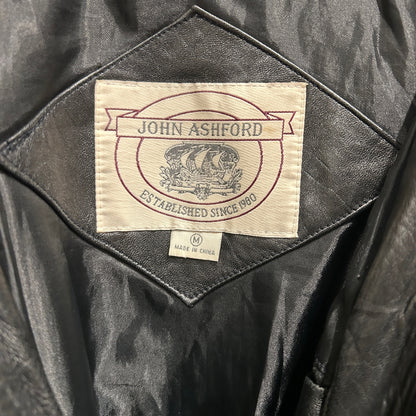 JOHN ASHFORD
ESTABLISHED SINCE 1980
M
MADE IN CHINA